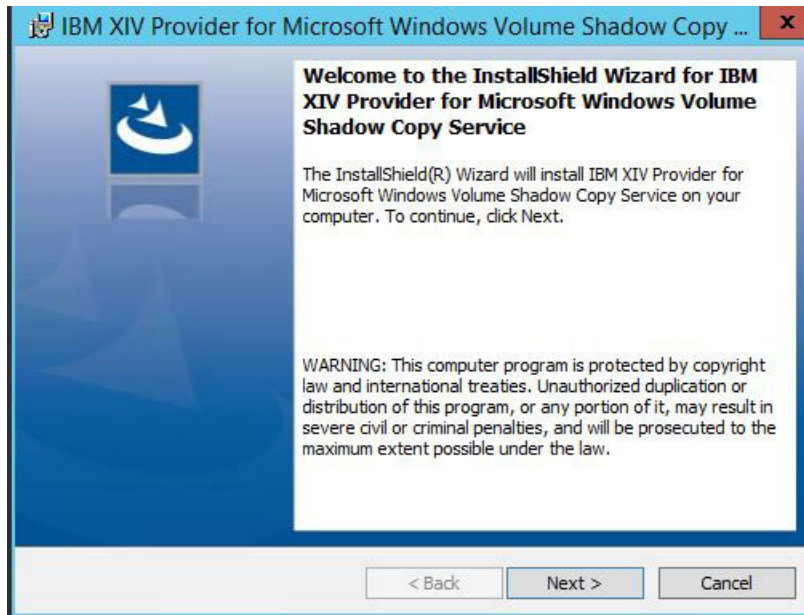 IBM XIV Provider for Microsoft Windows Volume Shadow Copy ...
x
Welcome to the InstallShield Wizard for IBM
XIV Provider for Microsoft Windows Volume
Shadow Copy Service
The InstallShield(R) Wizard will install IBM XIV Provider for
Microsoft Windows Volume Shadow Copy Service on your
computer. To continue, click Next.
WARNING: This computer program is protected by copyright
law and international treaties. Unauthorized duplication or
distribution of this program, or any portion of it, may result in
severe civil or criminal penalties, and will be prosecuted to the
maximum extent possible under the law.
< Back Next > Cancel